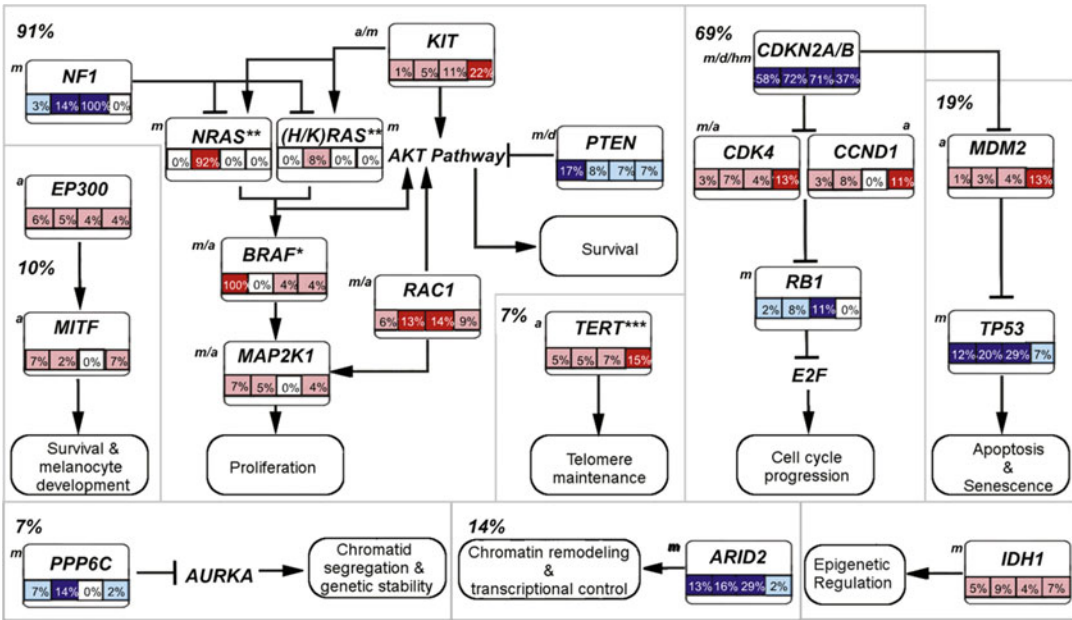 91%
m
NF1
3% 14% 100% 0%
a/m
KIT
1% 5% 11% 22%
m
NRAS**
0% 92% 0% 0%
(H/K)RAS**
m
0% 8% 0% 0%
AKT Pathway
m/d
PTEN
17% 8% 7% 7%
Survival
a
EP300
6% 5% 4% 4%
10%
a
MITF
7% 2% 0% 7%
Survival &
melanocyte
development
m/a
BRAF*
100% 0% 4% 4%
m/a
RAC1
6% 13% 14% 9%
m/a
MAP2K1
7% 5% 0% 4%
Proliferation
7%
a
TERT***
5% 5% 7% 15%
Telomere
maintenance
69%
m/d/hm
CDKN2A/B
58% 72% 71% 37%
m/a
CDK4
3% 7% 4% 13%
a
CCND1
3% 8% 0% 11%
m
RB1
2% 8% 11% 0%
E2F
Cell cycle
progression
19%
a
MDM2
1% 3% 4% 13%
m
TP53
12% 20% 29% 7%
Apoptosis
&
Senescence
7%
m
PPP6C
7% 14% 0% 2%
AURKA
Chromatid
segregation &
genetic stability
14%
Chromatin remodeling
&
transcriptional control
m
ARID2
13% 16% 29% 2%
Epigenetic
Regulation
m
IDH1
5% 9% 4% 7%